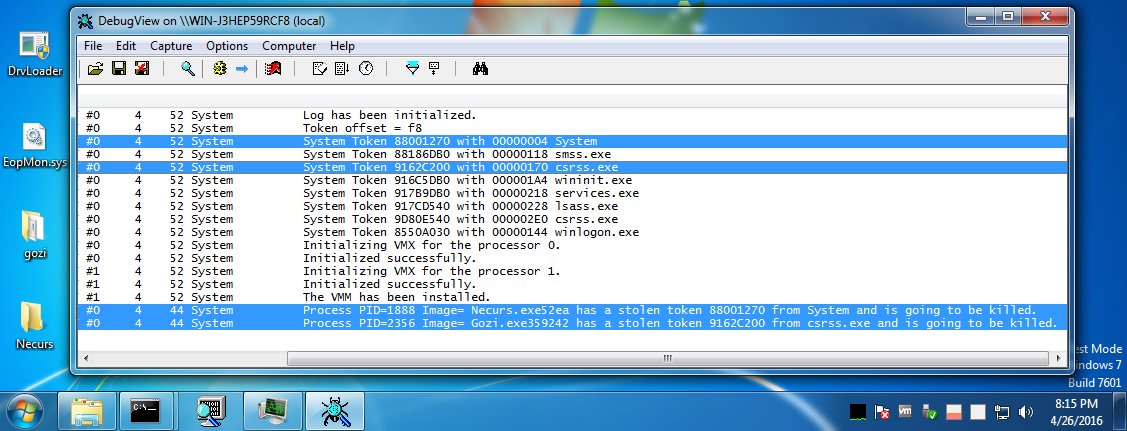 DebugView on \\WIN-J3HEP59RCF8 (local)
File Edit Capture Options Computer Help
DrvLoader
EopMon.sys
gozi
Necurs
#0 4 52 System Log has been initialized.
#0 4 52 System Token offset = f8
#0 4 52 System System Token 88001270 with 00000004 System
#0 4 52 System System Token 88186DB0 with 00000118 smss.exe
#0 4 52 System System Token 9162C200 with 00000170 csrss.exe
#0 4 52 System System Token 916C5DB0 with 000001A4 wininit.exe
#0 4 52 System System Token 917B9DB0 with 00000218 services.exe
#0 4 52 System System Token 917CD540 with 00000228 lsass.exe
#0 4 52 System System Token 9D80E540 with 000002E0 csrss.exe
#0 4 52 System System Token 8550A030 with 00000144 winlogon.exe
#0 4 52 System Initializing VMX for the processor 0.
#0 4 52 System Initialized successfully.
#1 4 52 System Initializing VMX for the processor 1.
#1 4 52 System Initialized successfully.
#1 4 52 System The VMM has been installed.
#0 4 44 System Process PID=1888 Image= Necurs.exe52ea has a stolen token 88001270 from System and is going to be killed.
#0 4 44 System Process PID=2356 Image= Gozi.exe359242 has a stolen token 9162C200 from csrss.exe and is going to be killed.
est Mode
indows 7
Build 7601
C:\.
vm
8:15 PM
4/26/2016